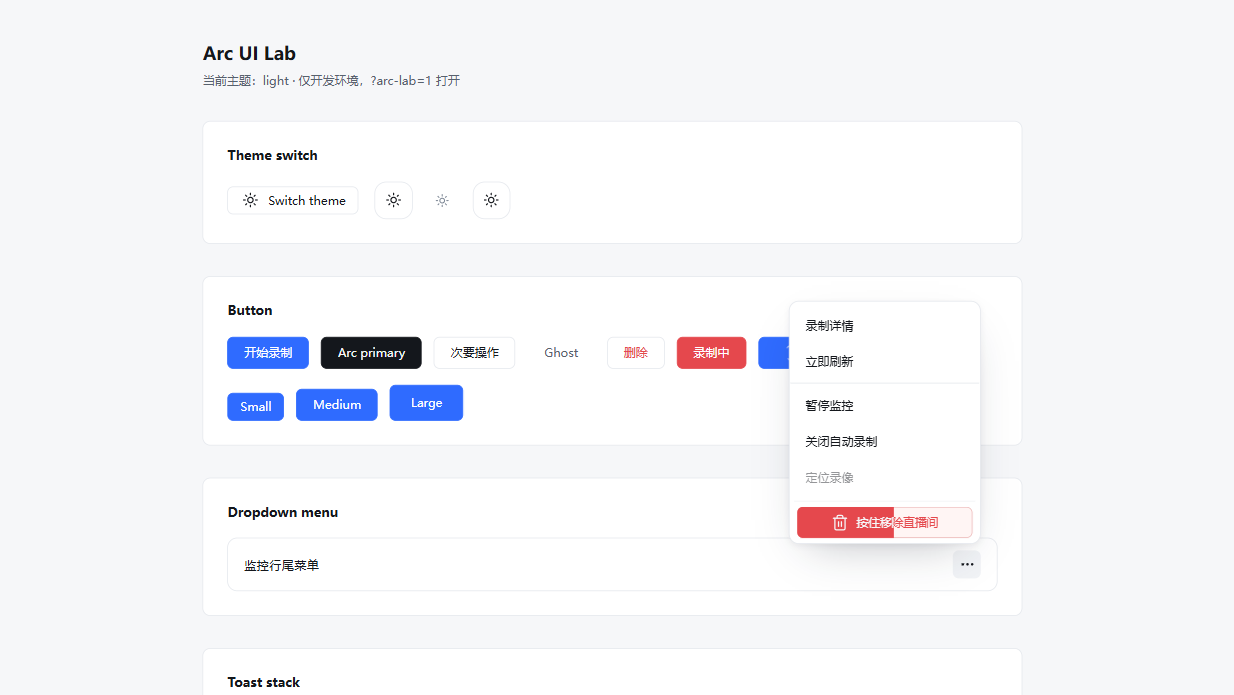 Arc UI Lab
当前主题：light · 仅开发环境，?arc-lab=1 打开
Theme switch
Switch theme
Button
开始录制
Arc primary
次要操作
Ghost
删除
录制中
Small
Medium
Large
录制详情
立即刷新
暂停监控
关闭自动录制
定位录像
按住移除直播间
Dropdown menu
监控行尾菜单
Toast stack